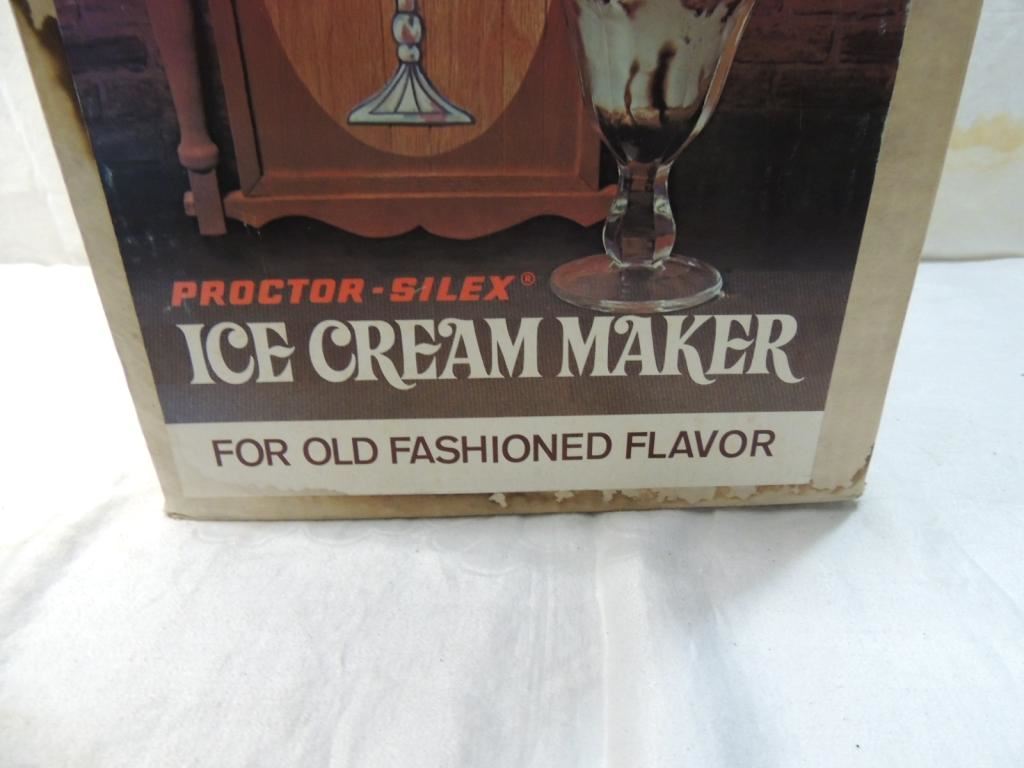 PROCTOR-SILEX®
ICE CREAM MAKER
FOR OLD FASHIONED FLAVOR